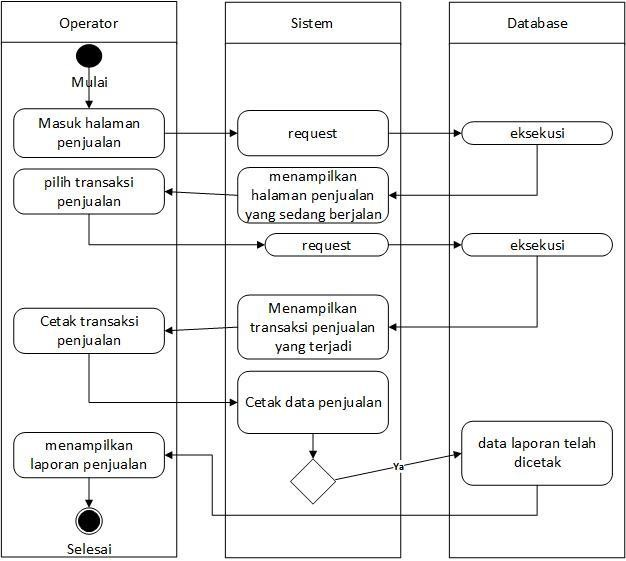 Operator
Sistem
Database
Mulai
Masuk halaman
penjualan
request
eksekusi
pilih transaksi
penjualan
menampilkan
halaman penjualan
yang sedang berjalan
request
eksekusi
Cetak transaksi
penjualan
Menampilkan
transaksi penjualan
yang terjadi
Cetak data penjualan
Ya
data laporan telah
dicetak
menampilkan
laporan penjualan
Selesai